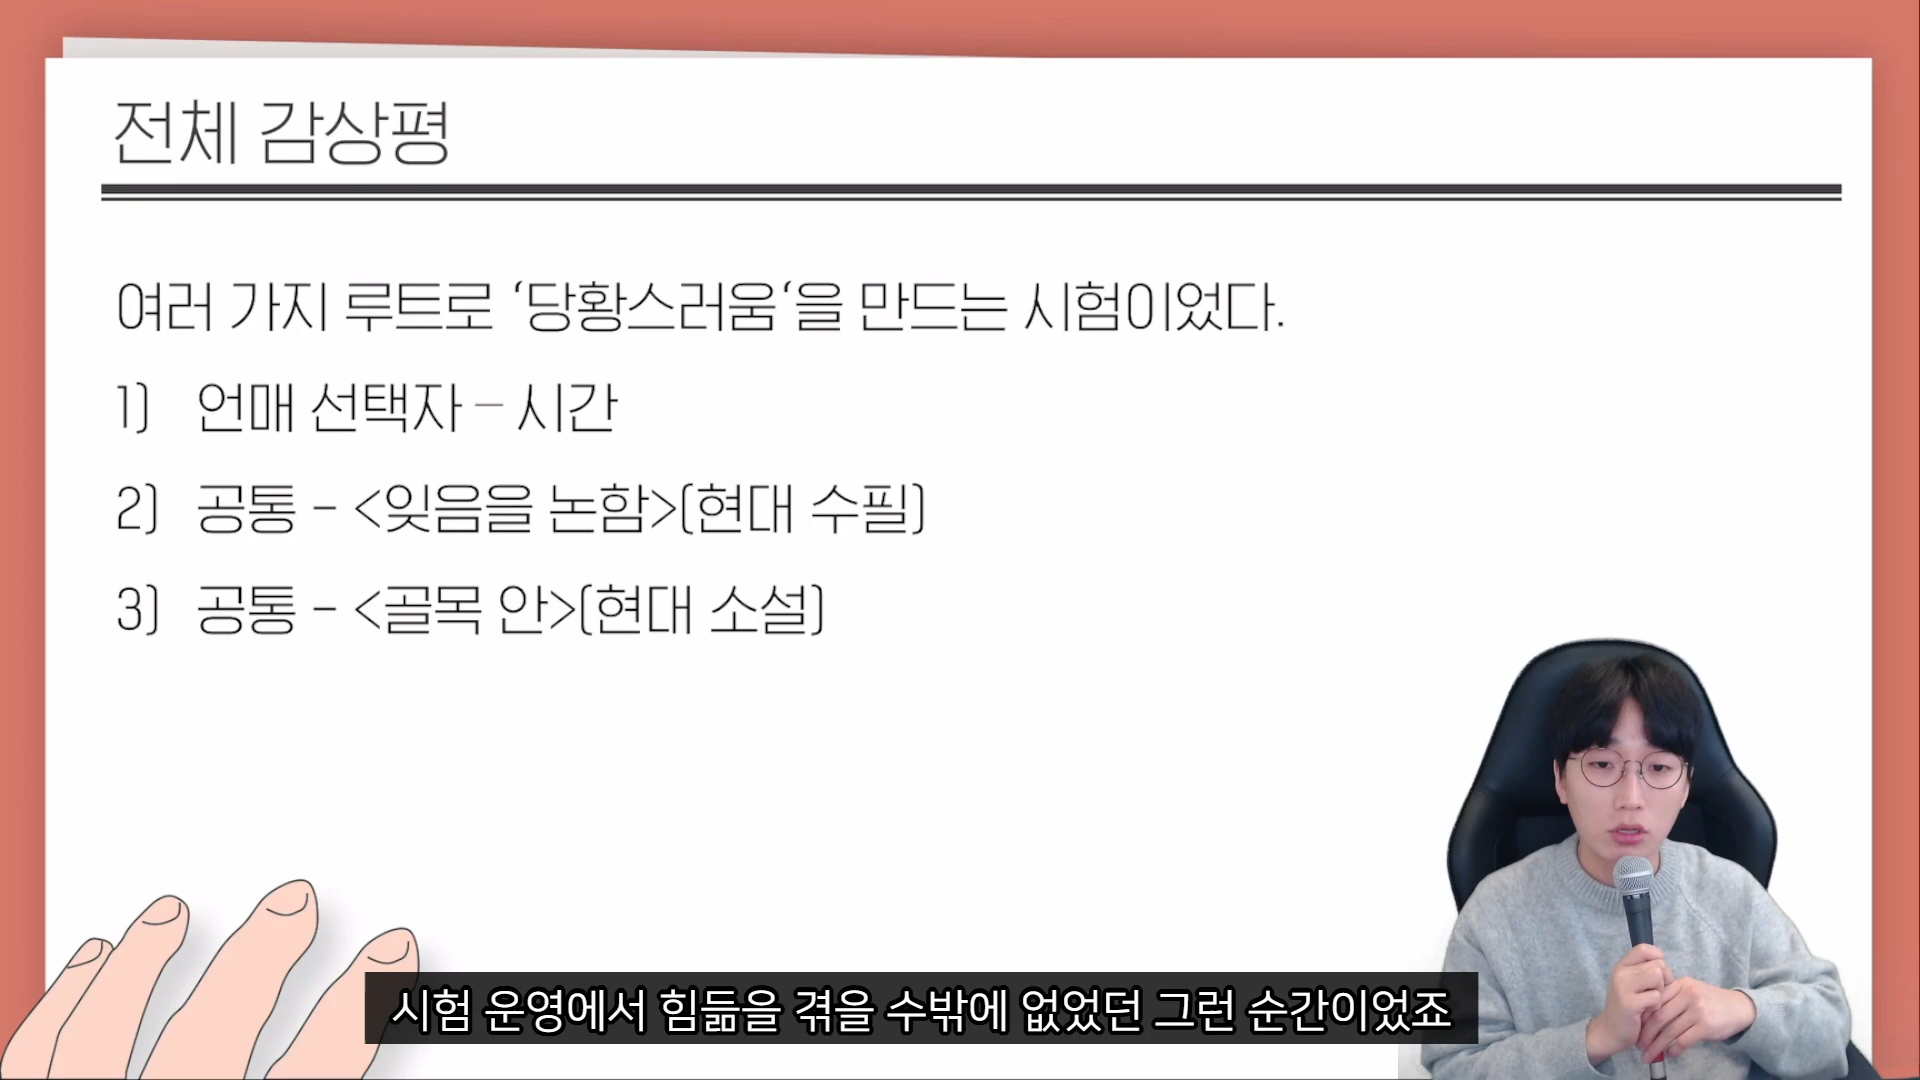 전체 감상평
여러 가지 루트로 ‘당황스러움‘을 만드는 시험이었다.
1) 언매 선택자 – 시간
2) 공통 - <잊음을 논함>(현대 수필)
3) 공통 - <골목 안>(현대 소설)
시험 운영에서 힘듦을 겪을 수밖에 없었던 그런 순간이었죠